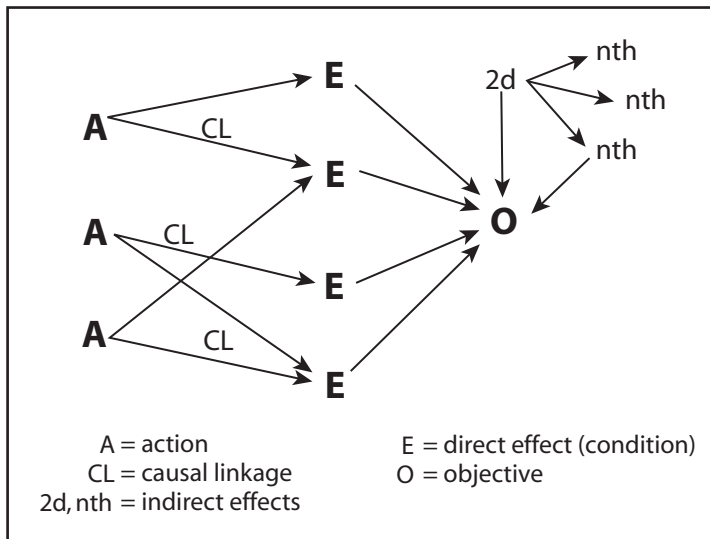 E
nth
2d
nth
A
CL
nth
E
O
A
CL
E
A
CL
E
A = action
E = direct effect (condition)
CL = causal linkage
O = objective
2d, nth = indirect effects